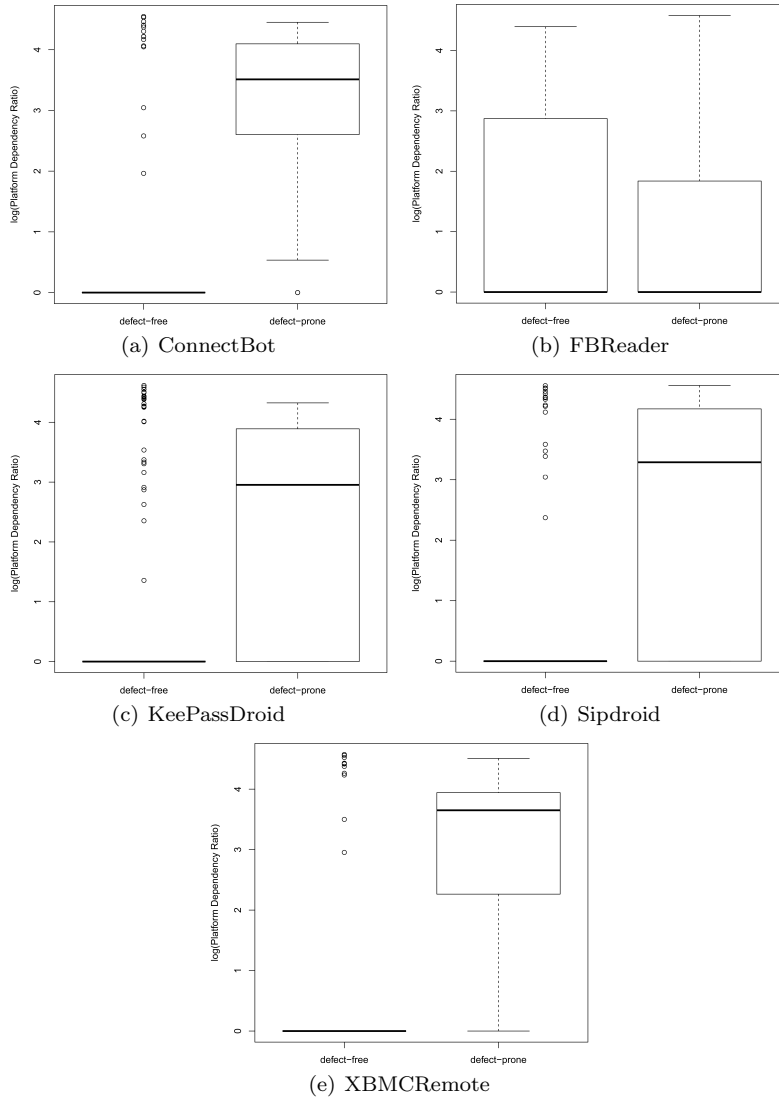 log(Platform Dependency Ratio)
4
3
2
1
0
defect-free
defect-prone
(a) ConnectBot
log(Platform Dependency Ratio)
4
3
2
1
0
defect-free
defect-prone
(b) FBReader
log(Platform Dependency Ratio)
4
3
2
1
0
defect-free
defect-prone
(c) KeePassDroid
log(Platform Dependency Ratio)
4
3
2
1
0
defect-free
defect-prone
(d) Sipdroid
log(Platform Dependency Ratio)
4
3
2
1
0
defect-free
defect-prone
(e) XBMCRemote